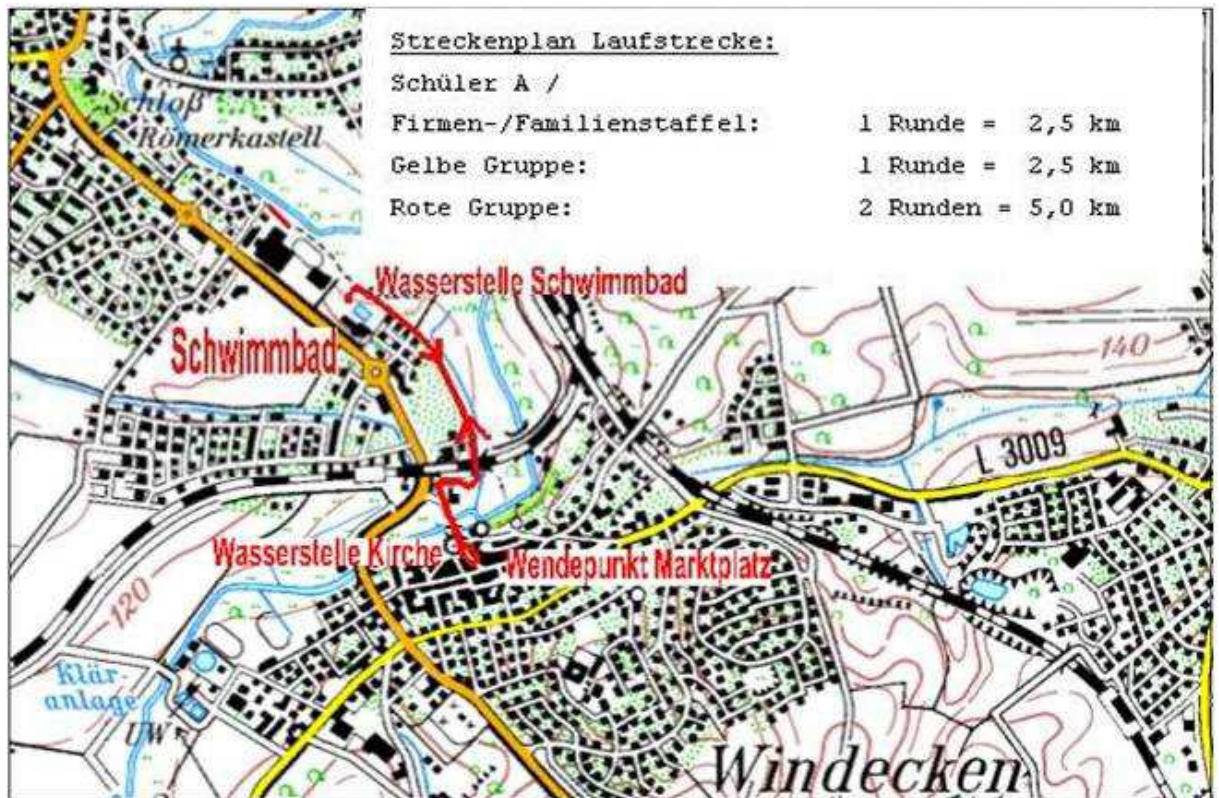 Streckenplan Laufstrecke:
Schüler A /
Firmen-/Familienstaffel: 1 Runde = 2,5 km
Gelbe Gruppe: 1 Runde = 2,5 km
Rote Gruppe: 2 Runden = 5,0 km
Schloß
Römerkastell
Wasserstelle Schwimmbad
Schwimmbad
140
L 3009
Wasserstelle Kirche
Wendepunkt Marktplatz
120
Klär-
anlage
UW
Windecken